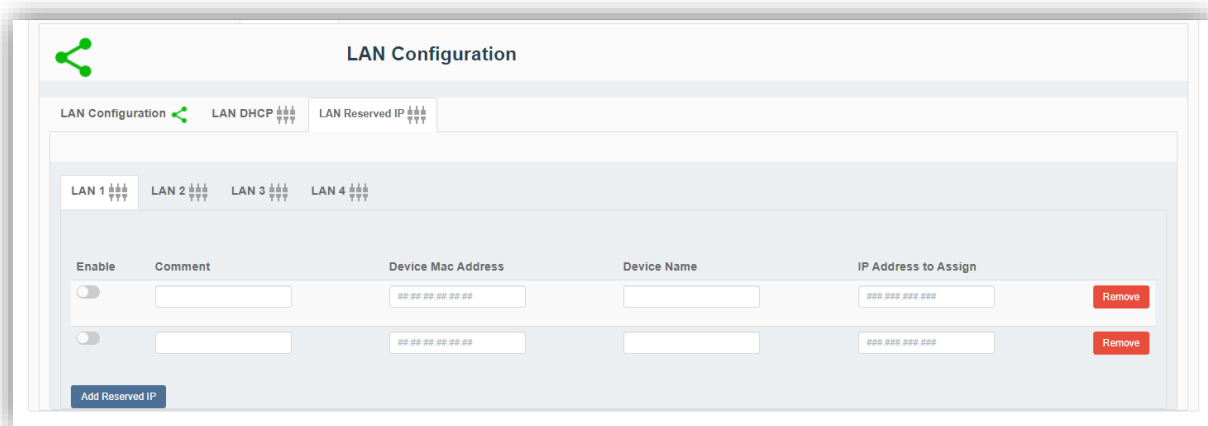 LAN Configuration
LAN Configuration LAN DHCP LAN Reserved IP
LAN 1 LAN 2 LAN 3 LAN 4
Enable Comment Device Mac Address Device Name IP Address to Assign
##:##:##:##:##:## ###.###.###.### Remove
##:##:##:##:##:## ###.###.###.### Remove
Add Reserved IP